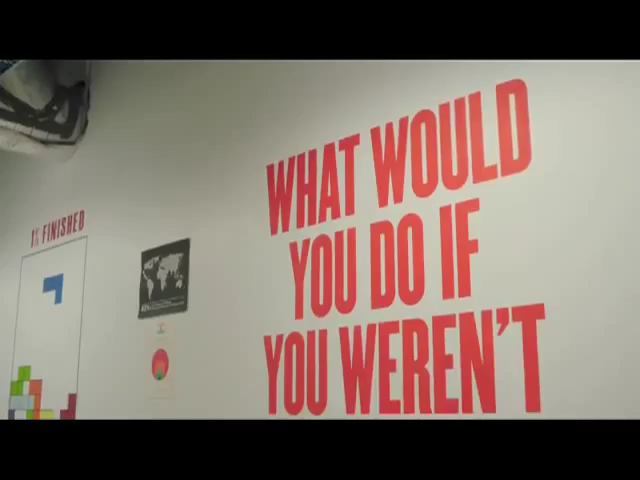 1% FINISHED
WHAT WOULD
YOU DO IF
YOU WEREN'T